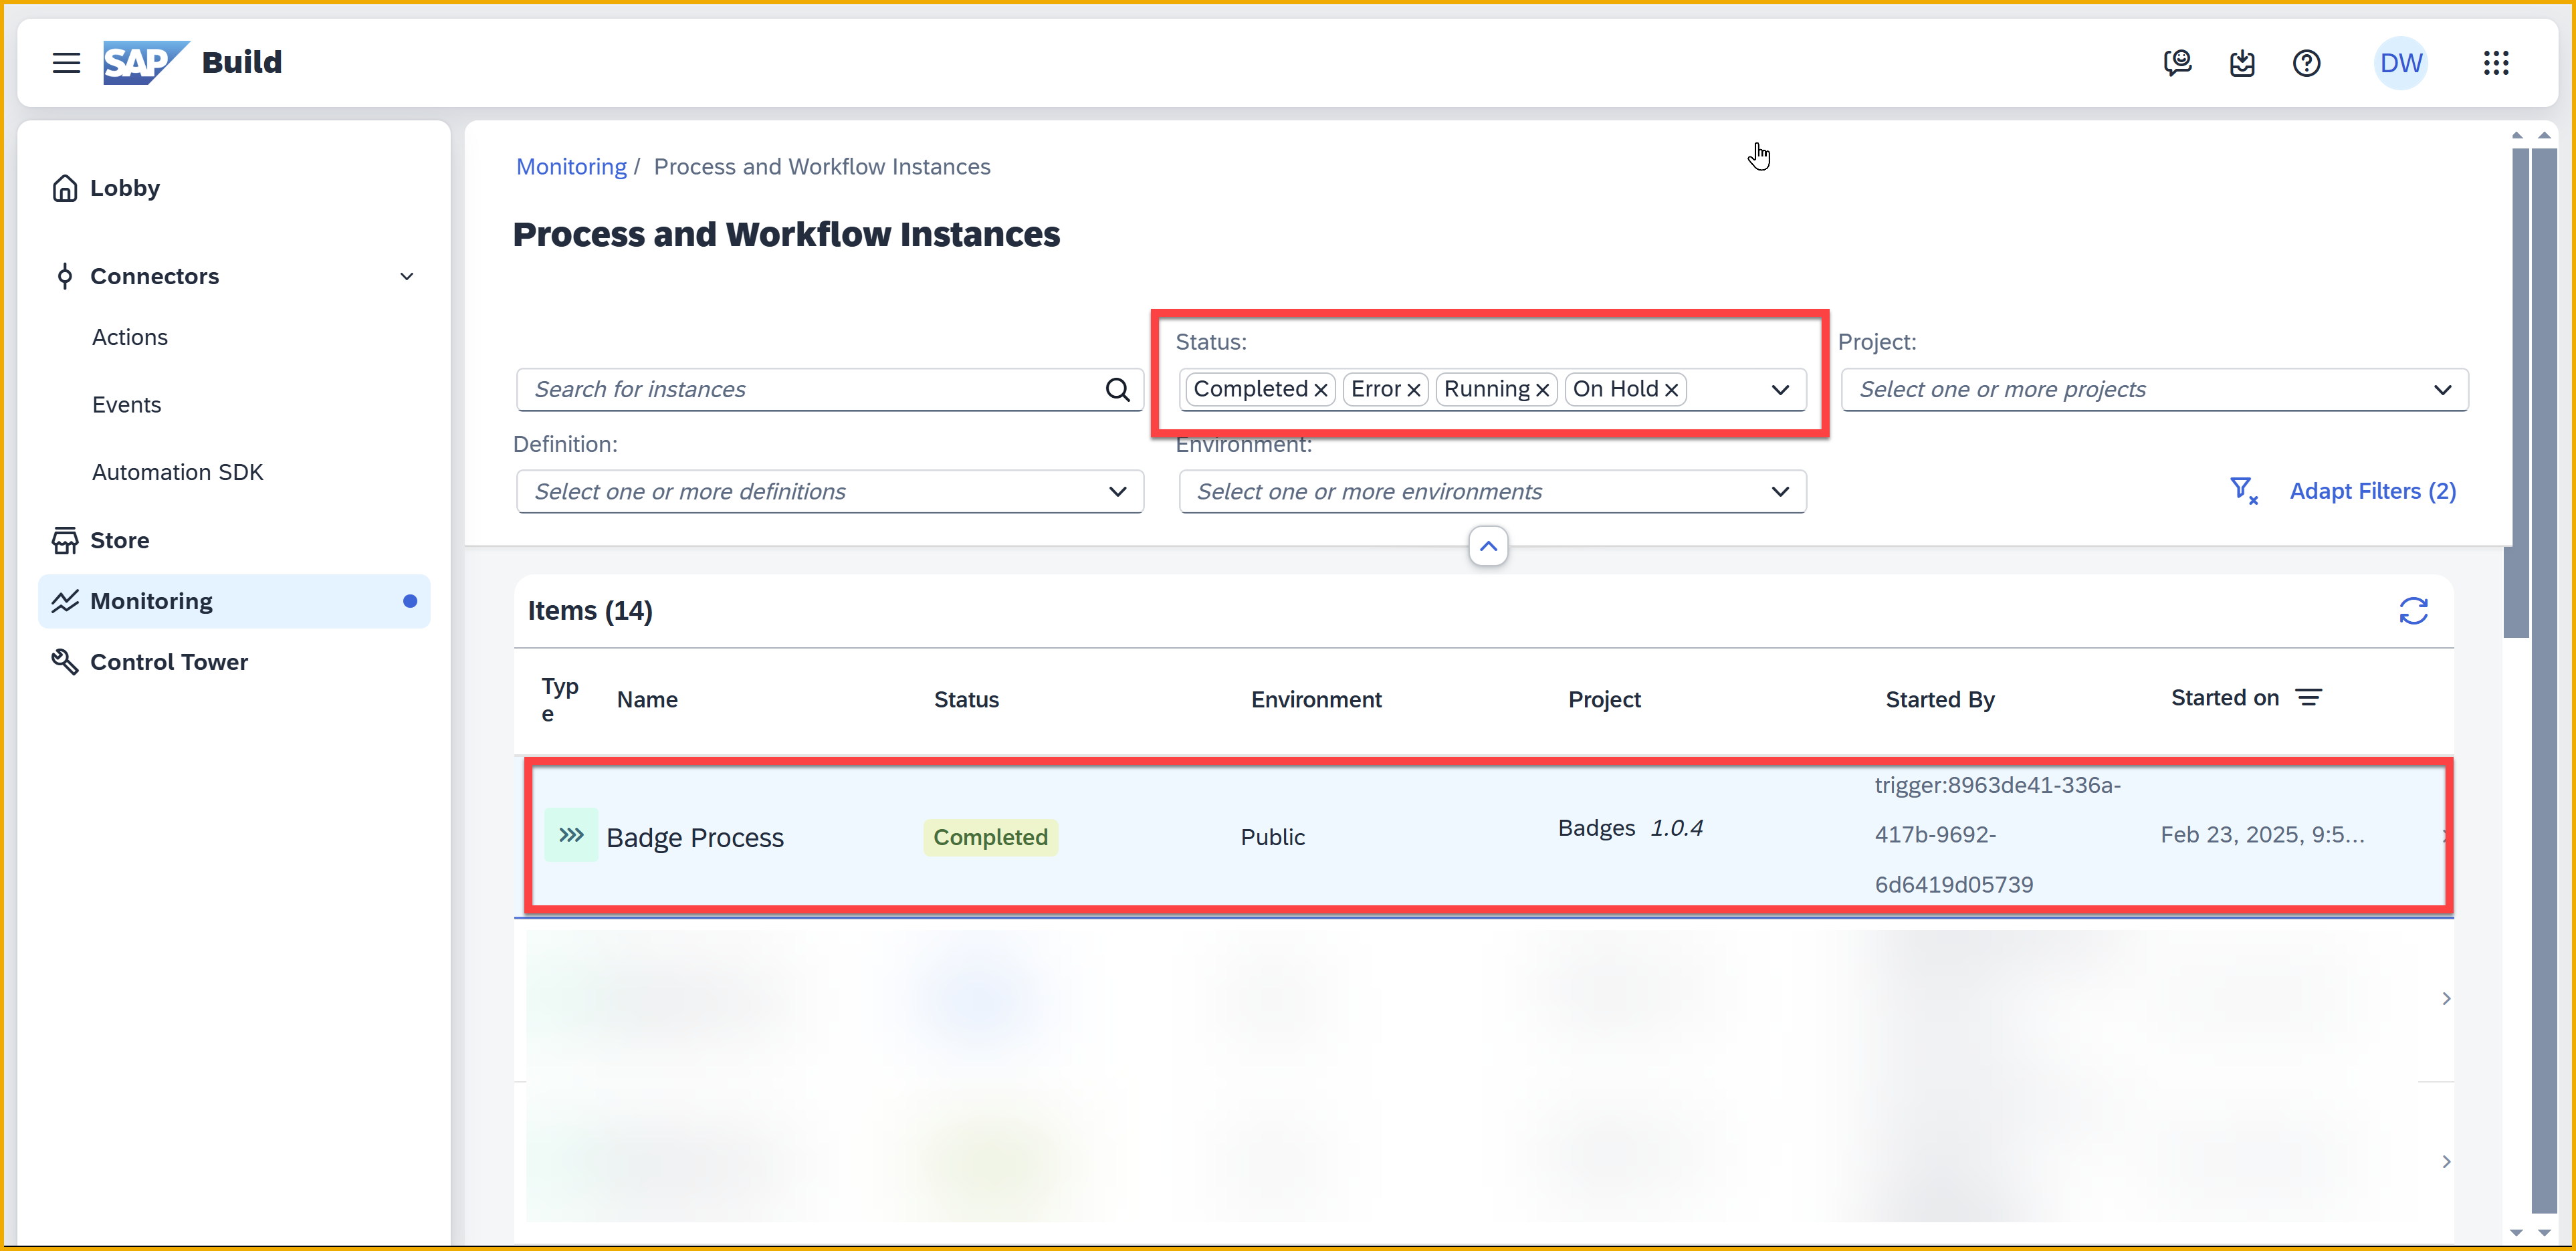 SAP Build
DW
Lobby
Connectors
Actions
Events
Automation SDK
Store
Monitoring
Control Tower
Monitoring / Process and Workflow Instances
Process and Workflow Instances
Status:
Project:
Search for instances
Completed Error Running On Hold
Select one or more projects
Definition:
Environment:
Select one or more definitions
Select one or more environments
Adapt Filters (2)
Items (14)
Typ
e
Name
Status
Environment
Project
Started By
Started on
Badge Process
Completed
Public
Badges 1.0.4
trigger:8963de41-336a-
417b-9692-
6d6419d05739
Feb 23, 2025, 9:5...